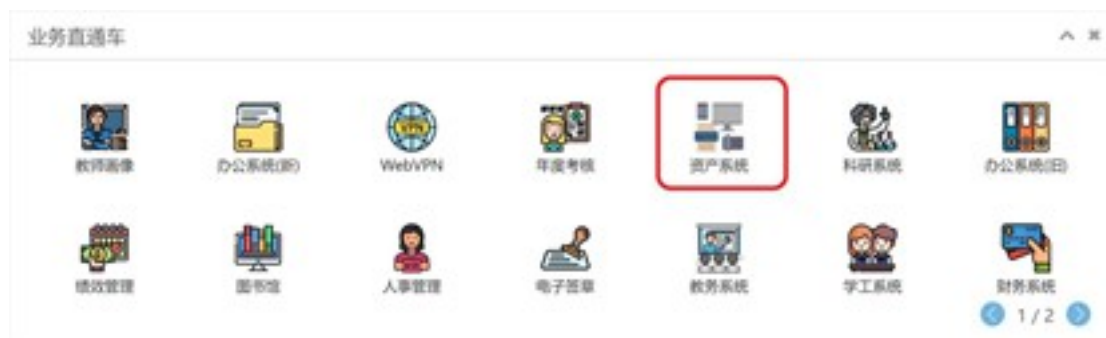 业务直通车
教师画像 办公系统(新) WebVPN 年度考核 资产系统 科研系统 办公系统(旧)
绩效管理 图书馆 人事管理 电子签章 教务系统 学工系统 财务系统
1 / 2